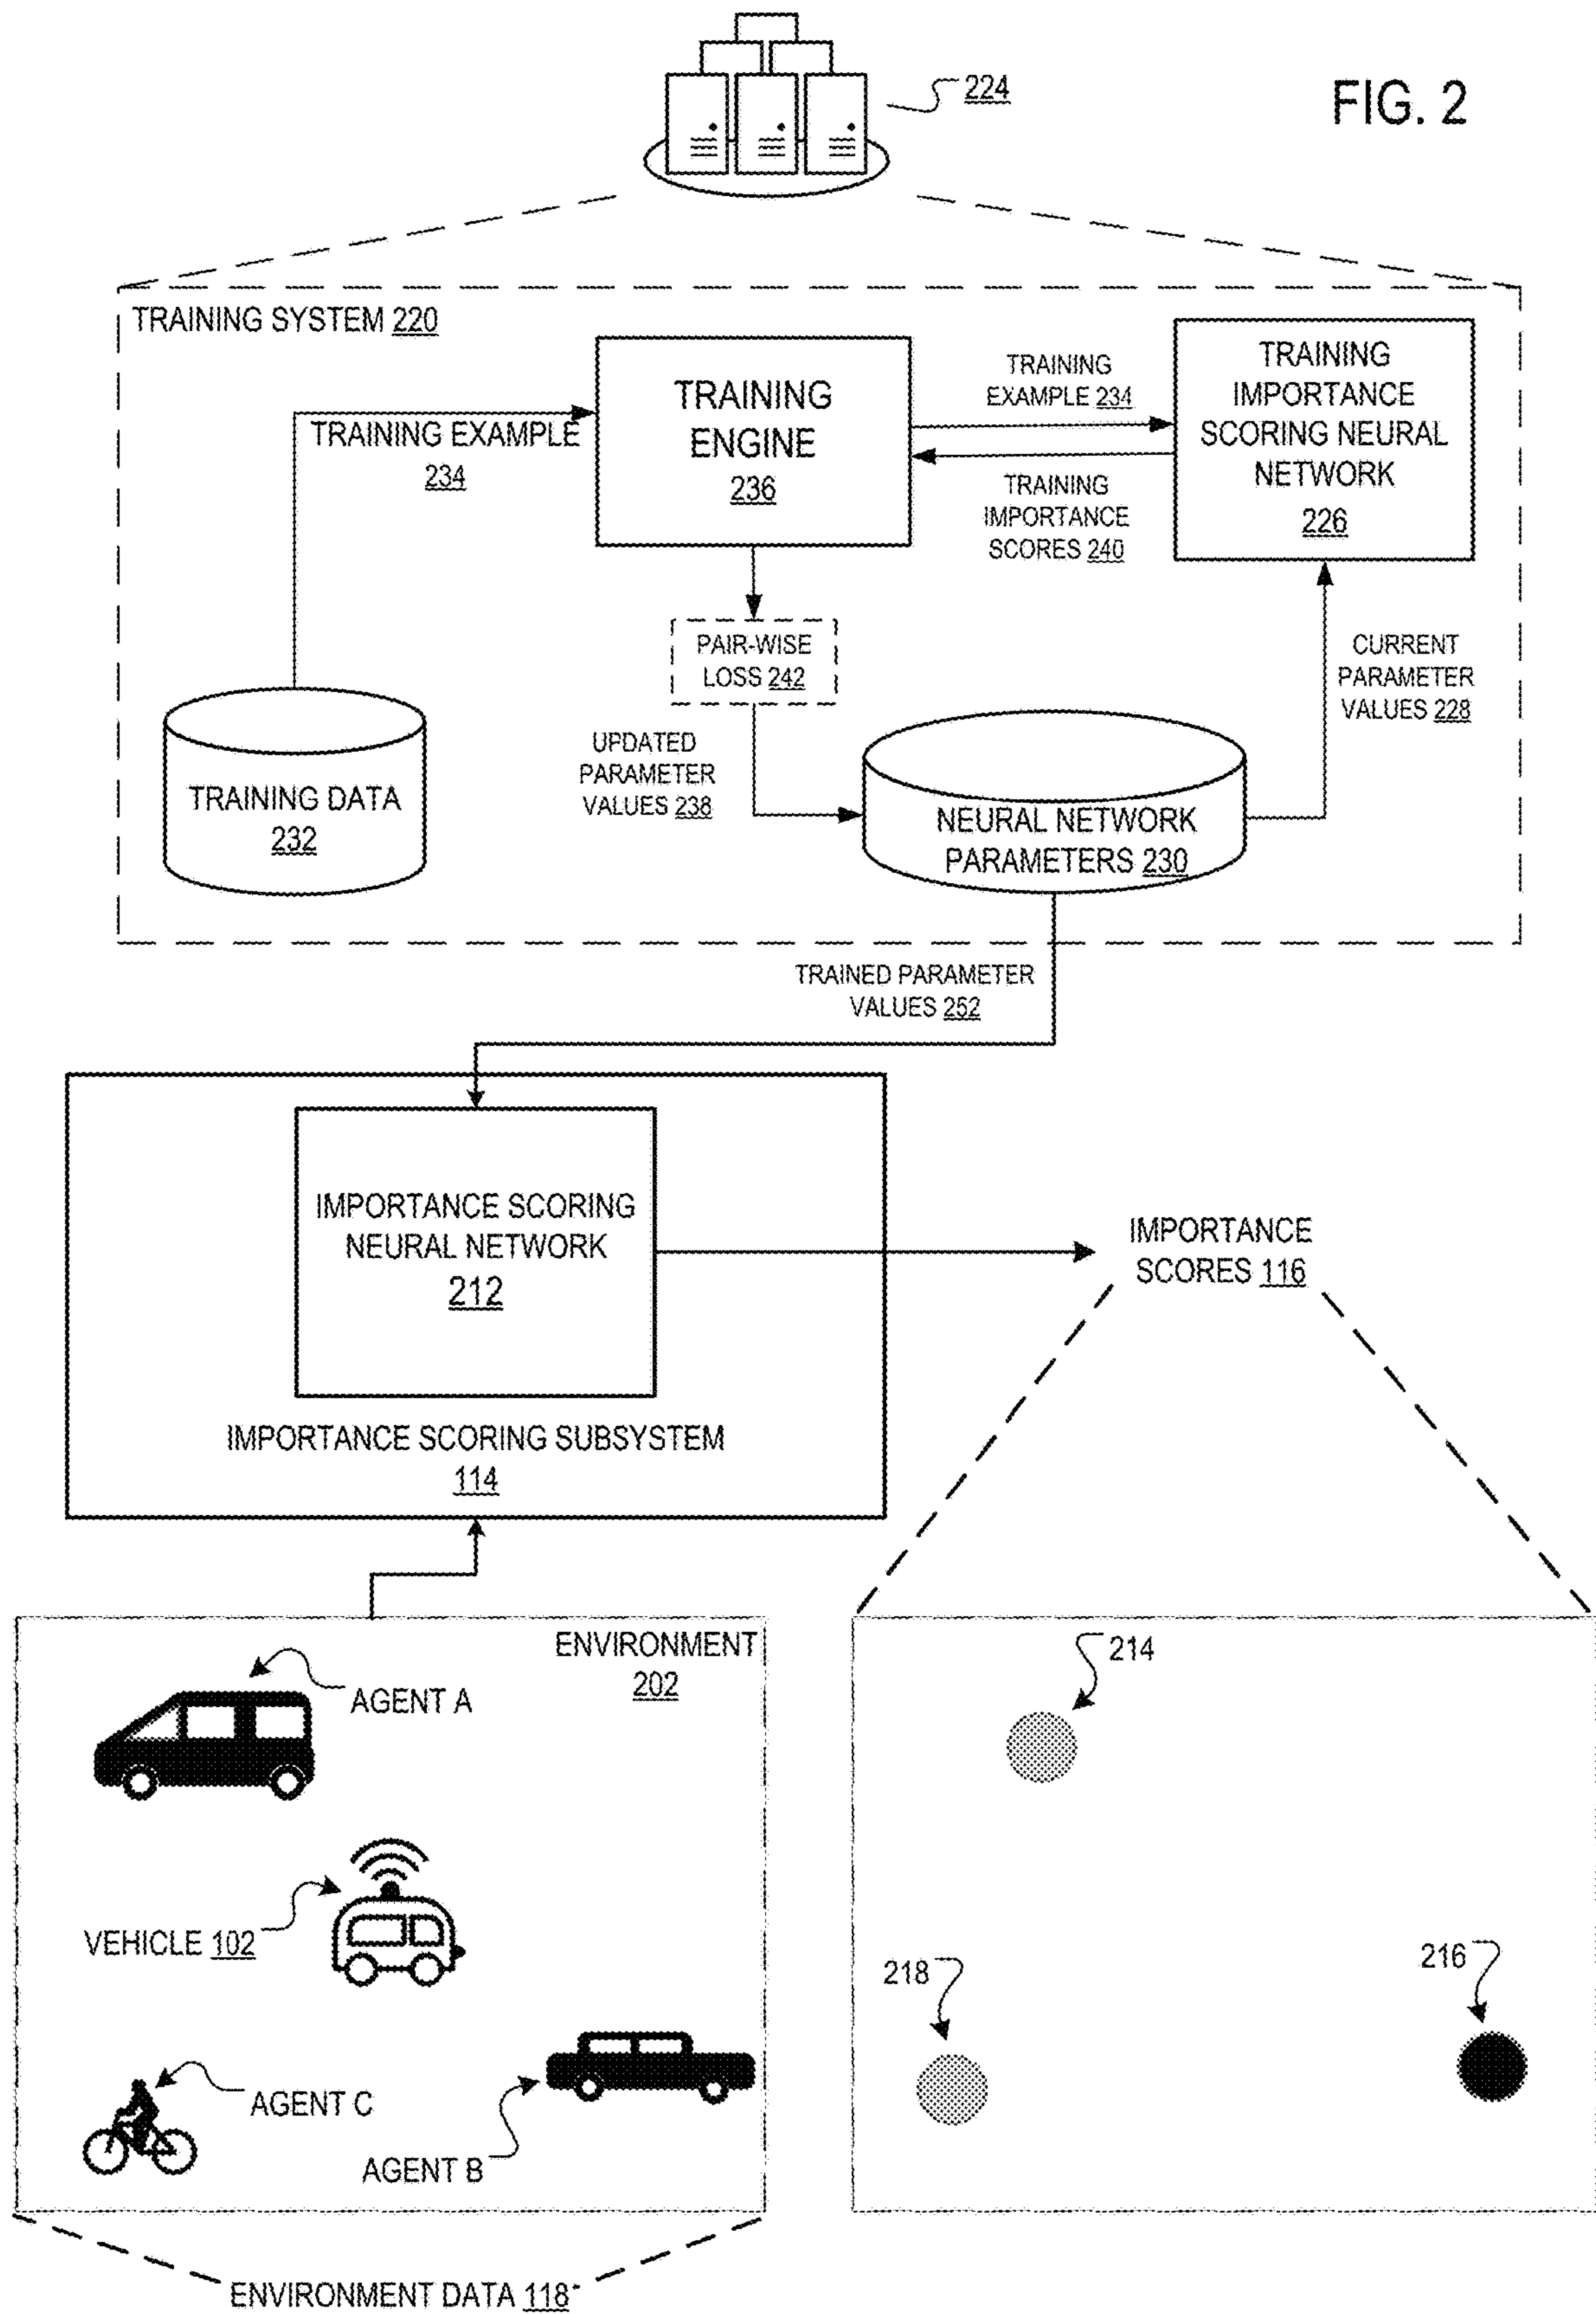 224
FIG. 2
TRAINING SYSTEM 220
TRAINING EXAMPLE
234
TRAINING
ENGINE
236
TRAINING
EXAMPLE 234
TRAINING
IMPORTANCE
SCORES 240
TRAINING
IMPORTANCE
SCORING NEURAL
NETWORK
226
PAIR-WISE
LOSS 242
CURRENT
PARAMETER
VALUES 228
UPDATED
PARAMETER
VALUES 238
TRAINING DATA
232
NEURAL NETWORK
PARAMETERS 230
TRAINED PARAMETER
VALUES 252
IMPORTANCE SCORING
NEURAL NETWORK
212
IMPORTANCE
SCORES 116
IMPORTANCE SCORING SUBSYSTEM
114
ENVIRONMENT
202
AGENT A
VEHICLE 102
AGENT C
AGENT B
214
218
216
ENVIRONMENT DATA 118